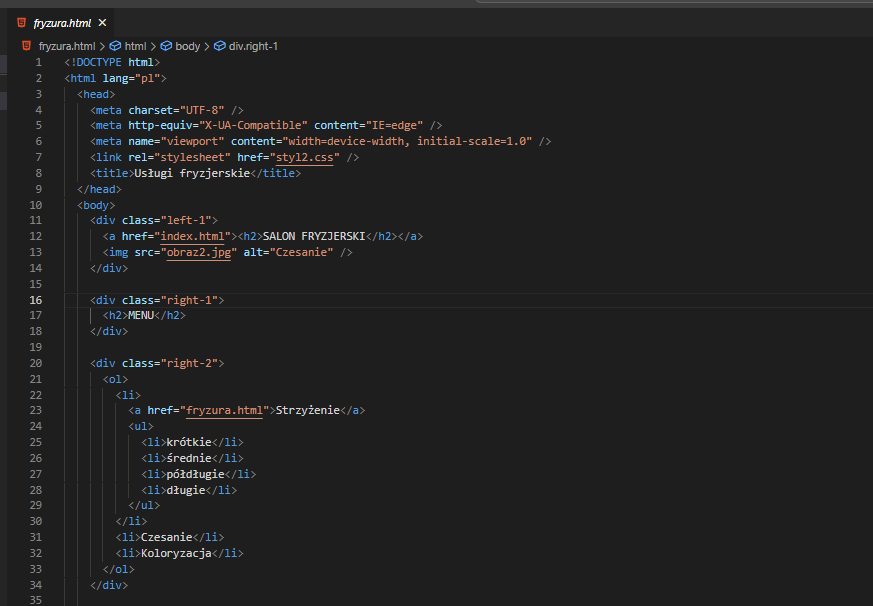 fryzura.html ×
fryzura.html > html > body > div.right-1
1 <!DOCTYPE html>
2 <html lang="pl">
3 <head>
4 <meta charset="UTF-8" />
5 <meta http-equiv="X-UA-Compatible" content="IE=edge" />
6 <meta name="viewport" content="width=device-width, initial-scale=1.0" />
7 <link rel="stylesheet" href="styl2.css" />
8 <title>Usługi fryzjerskie</title>
9 </head>
10 <body>
11 <div class="left-1">
12 <a href="index.html"><h2>SALON FRYZJERSKI</h2></a>
13 <img src="obraz2.jpg" alt="Czesanie" />
14 </div>
15
16 <div class="right-1">
17 <h2>MENU</h2>
18 </div>
19
20 <div class="right-2">
21 <ol>
22 <li>
23 <a href="fryzura.html">Strzyżenie</a>
24 <ul>
25 <li>krótkie</li>
26 <li>średnie</li>
27 <li>półdługie</li>
28 <li>długie</li>
29 </ul>
30 </li>
31 <li>Czesanie</li>
32 <li>Koloryzacja</li>
33 </ol>
34 </div>
35